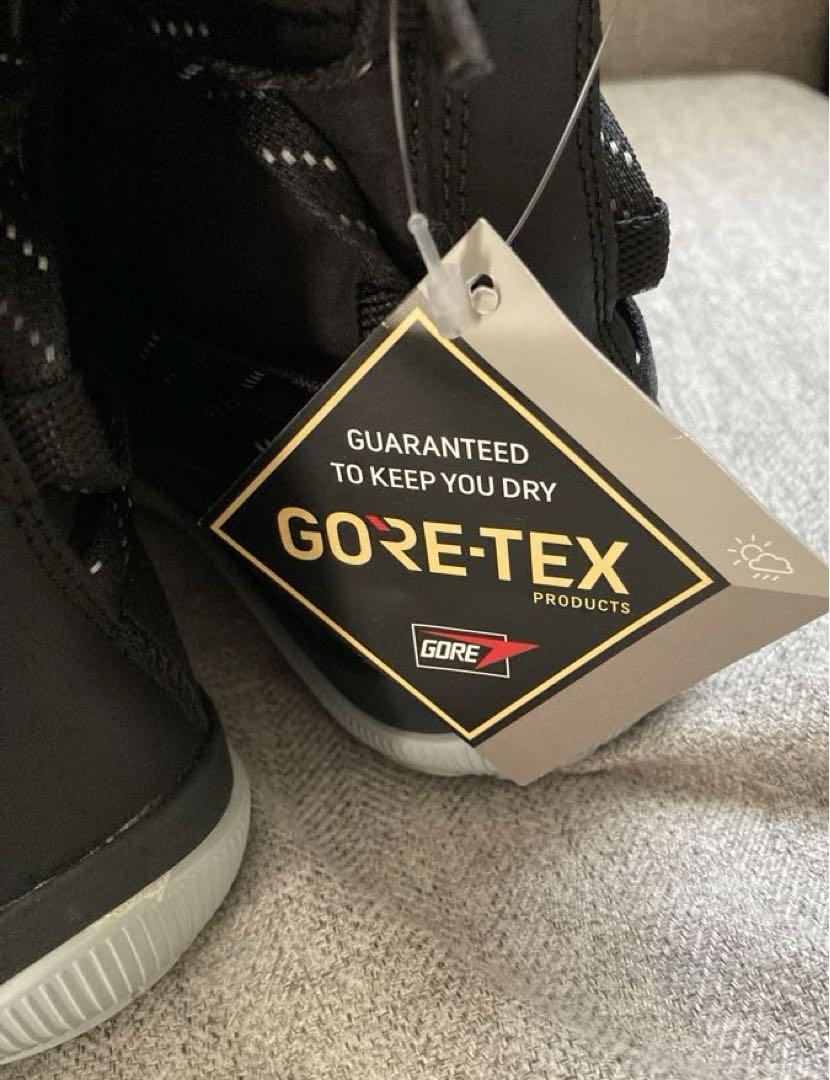 GUARANTEED
TO KEEP YOU DRY
GORE-TEX
PRODUCTS
GORE